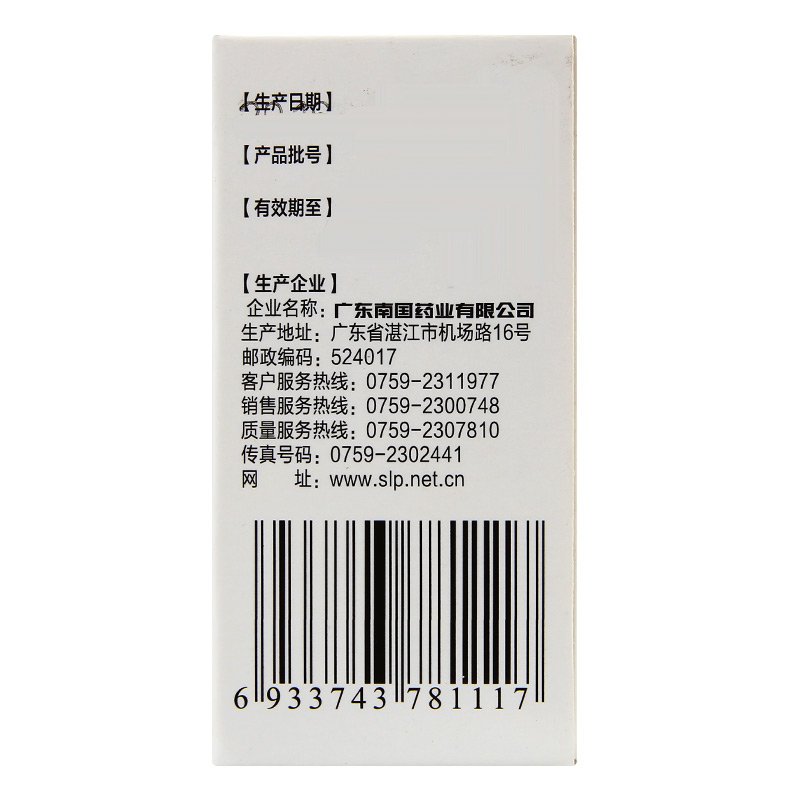 【生产日期】
【产品批号】
【有效期至】
【生产企业】
企业名称：广东南国药业有限公司
生产地址：广东省湛江市机场路16号
邮政编码：524017
客户服务热线：0759-2311977
销售服务热线：0759-2300748
质量服务热线：0759-2307810
传真号码：0759-2302441
网　　址：www.slp.net.cn
6 933743 781117